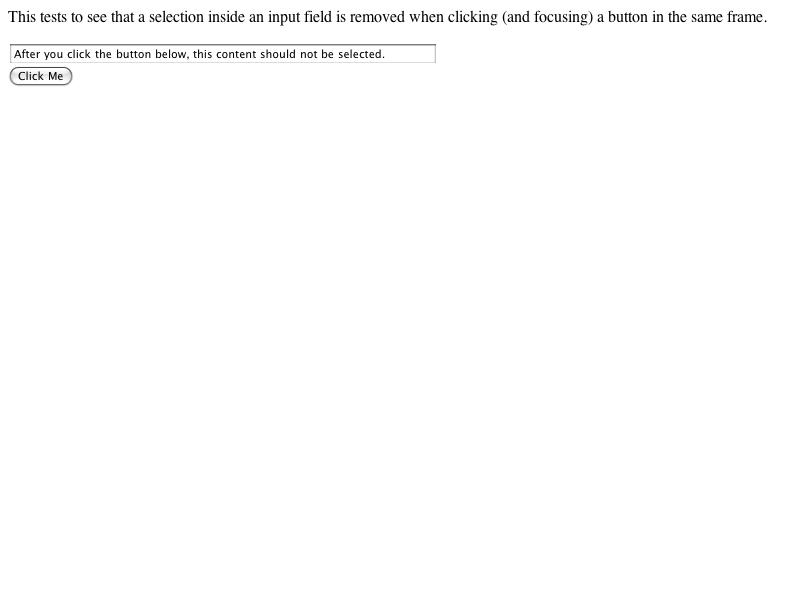 This tests to see that a selection inside an input field is removed when clicking (and focusing) a button in the same frame.
After you click the button below, this content should not be selected.
Click Me